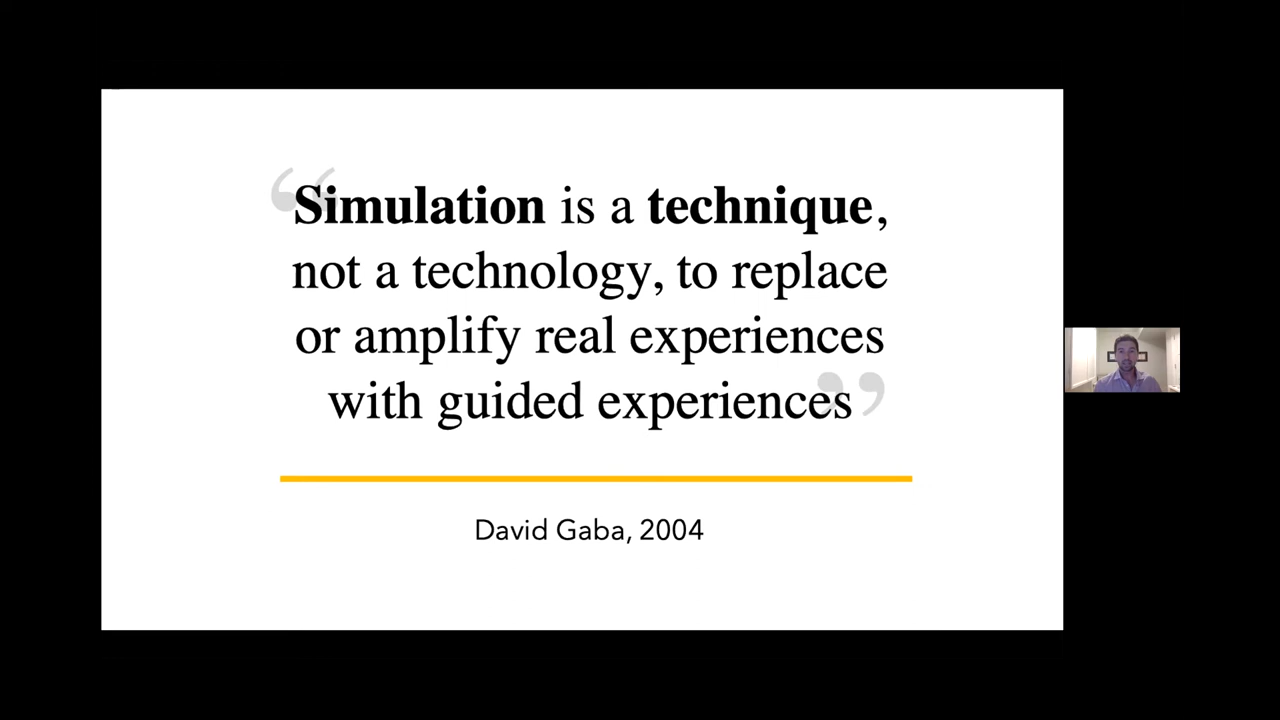 “Simulation is a technique,
not a technology, to replace
or amplify real experiences
with guided experiences”
David Gaba, 2004